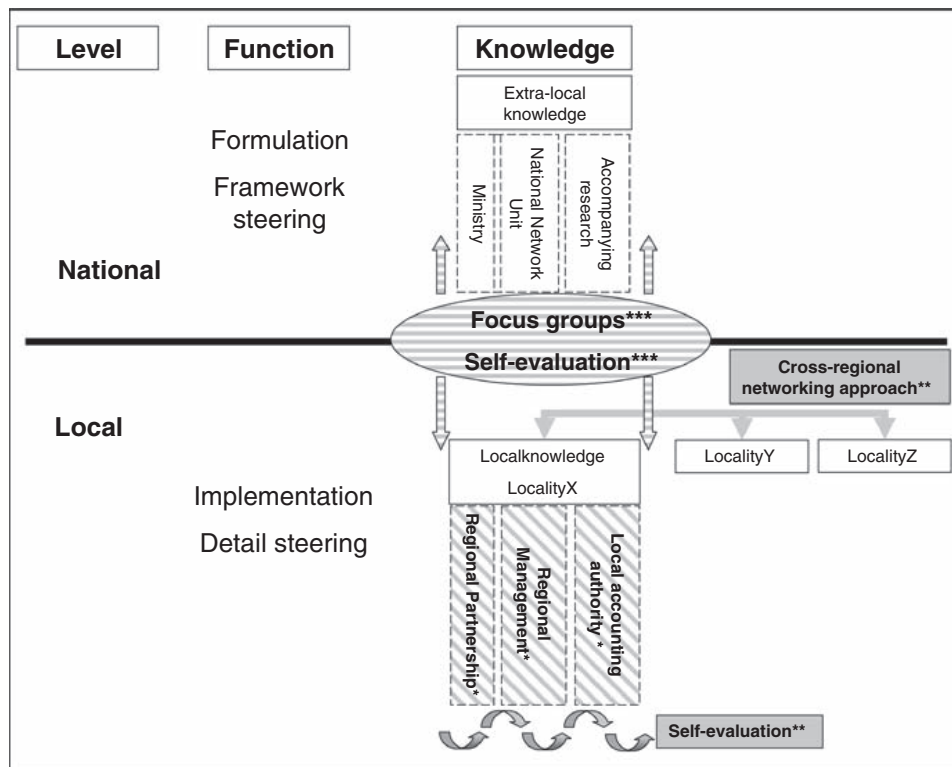 Level
Function
Knowledge
Extra-local
knowledge
Formulation
Framework
steering
Ministry
National Network
Unit
Accompanying
research
National
Focus groups***
Self-evaluation***
Cross-regional
networking approach**
Local
Localknowledge
LocalityX
LocalityY
LocalityZ
Implementation
Detail steering
Regional Partnership*
Regional
Management*
Local accounting
authority *
Self-evaluation**